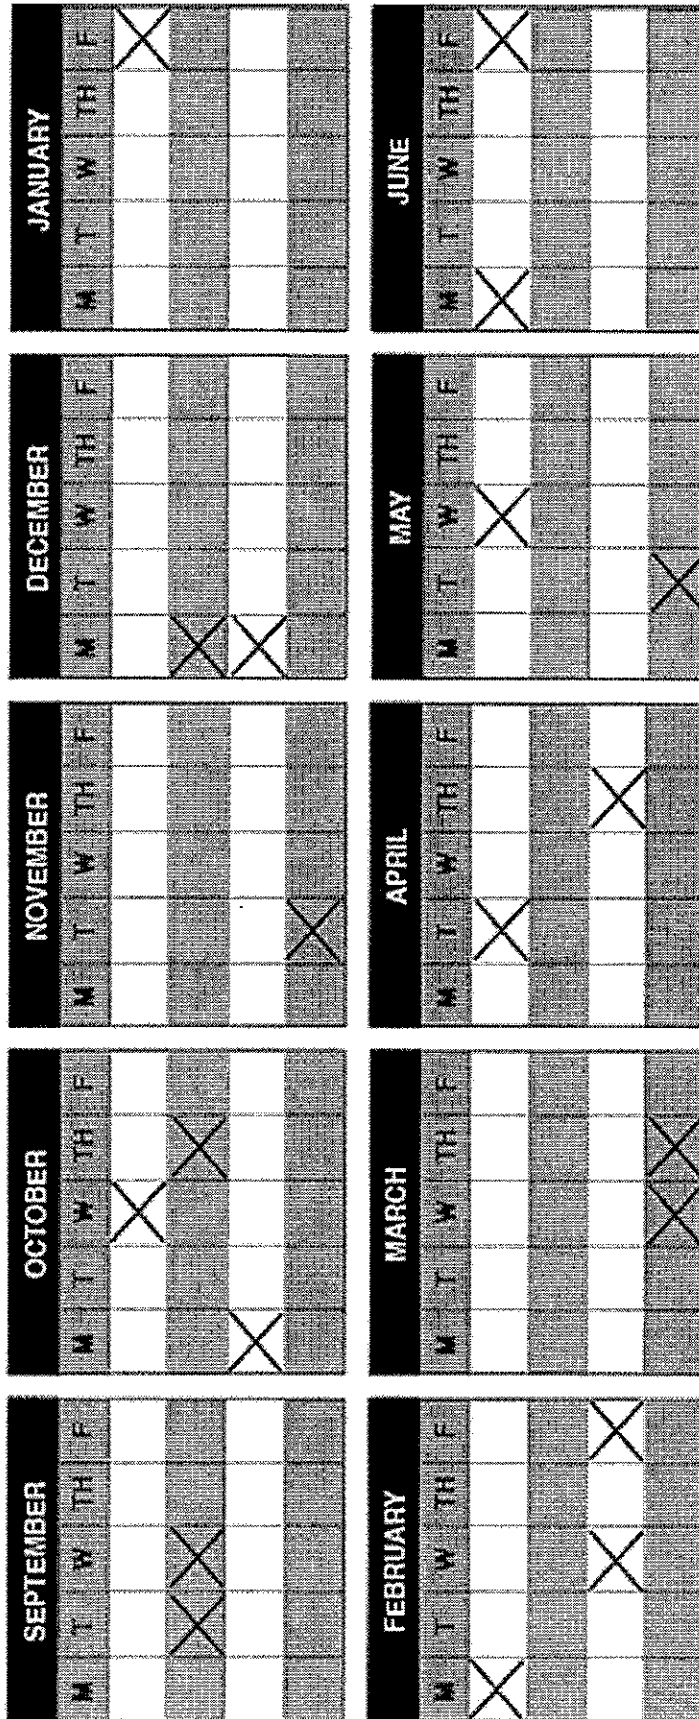 SEPTEMBER OCTOBER NOVEMBER DECEMBER JANUARY
M T W TH F M T W TH F M T W TH F M T W TH F M T W TH F
FEBRUARY MARCH APRIL MAY JUNE
M T W TH F M T W TH F M T W TH F M T W TH F M T W TH F